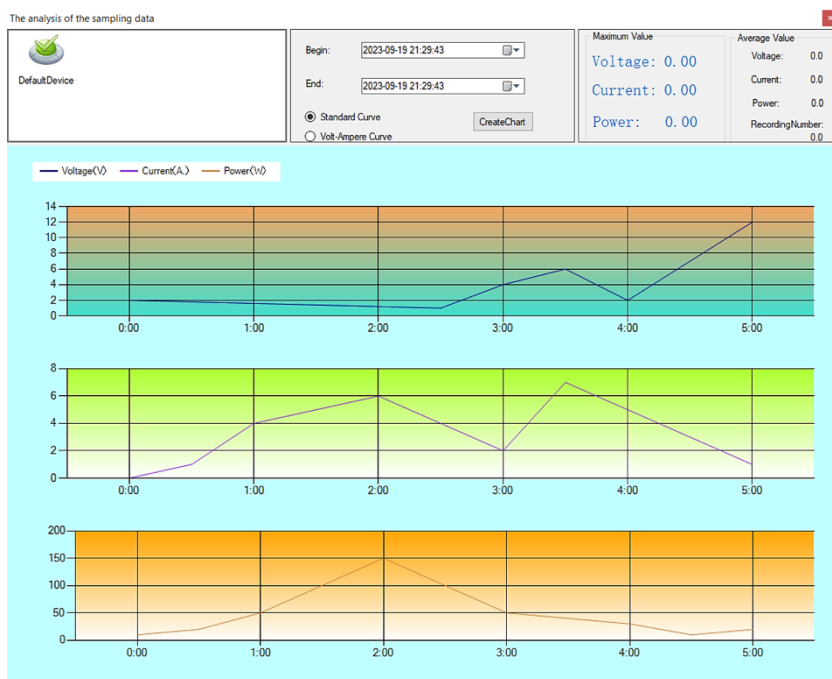 The analysis of the sampling data
DefaultDevice
Begin: 2023-09-19 21:29:43
End: 2023-09-19 21:29:43
Standard Curve
Volt-Ampere Curve
CreateChart
Maximum Value
Voltage: 0.00
Current: 0.00
Power: 0.00
Average Value
Voltage: 0.0
Current: 0.0
Power: 0.0
RecordingNumber:
0.0
Voltage(V) Current(A.) Power(W)
14
12
10
8
6
4
2
0
0:00 1:00 2:00 3:00 4:00 5:00
8
6
4
2
0
0:00 1:00 2:00 3:00 4:00 5:00
200
150
100
50
0
0:00 1:00 2:00 3:00 4:00 5:00